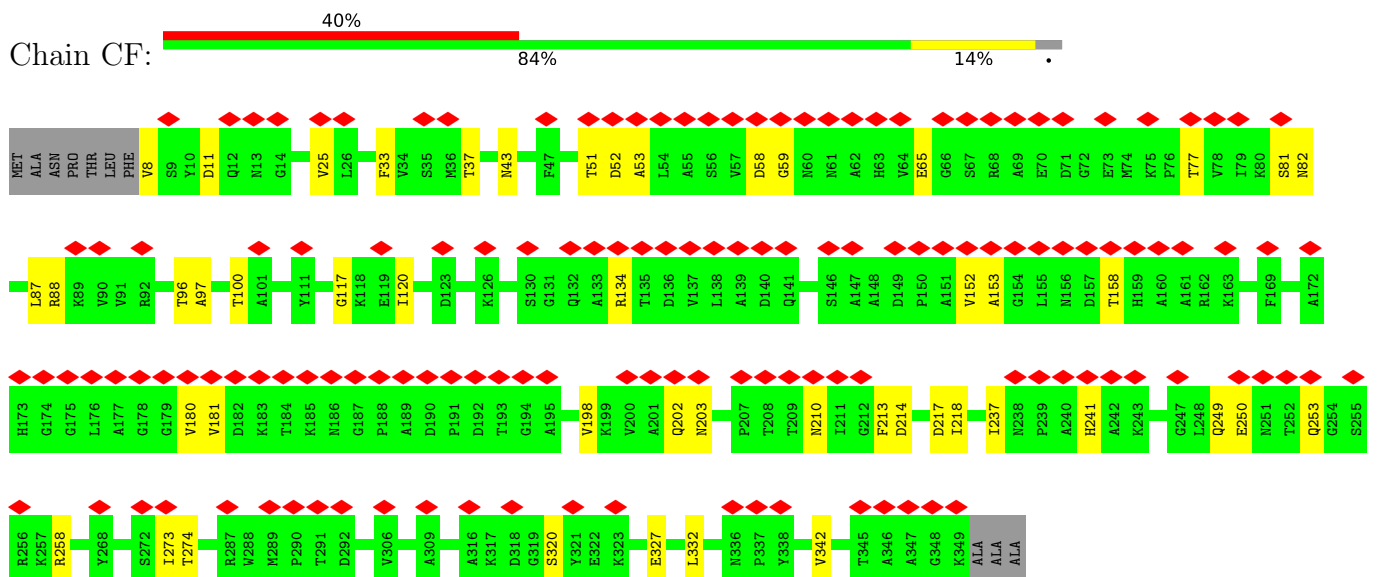 40%
Chain CF:
84% 14% •
MET ALA ASN PRO THR LEU PHE V8 S9 Y10 D11 Q12 N13 G14 V25 L26 F33 V34 S35 M36 T37 N43 F47 T51 D52 A53 L54 A55 S56 V57 D58 G59 N60 N61 A62 H63 V64 E65 G66 S67 R68 A69 E70 D71 G72 E73 M74 K75 P76 T77 V78 I79 K80 S81 N82
L87 R88 K89 V90 V91 R92 T96 A97 T100 A101 Y111 G117 K118 E119 I120 D123 K126 S130 G131 Q132 A133 R134 T135 D136 V137 L138 A139 D140 Q141 S146 A147 A148 D149 P150 A151 V152 A153 G154 L155 N156 D157 T158 H159 A160 A161 R162 K163 F169 A172
H173 G174 G175 L176 A177 G178 G179 V180 V181 D182 K183 T184 K185 N186 G187 P188 A189 D190 P191 D192 T193 G194 A195 V198 K199 V200 A201 Q202 N203 P207 T208 T209 N210 I211 G212 F213 D214 D217 I218 I237 N238 P239 A240 H241 A242 K243 G247 L248 Q249 E250 N251 T252 Q253 G254 S255
R256 K257 R258 Y268 S272 I273 T274 R287 W288 M289 P290 T291 D292 V306 A309 A316 K317 D318 G319 S320 Y321 E322 K323 E327 L332 N336 P337 Y338 V342 T345 A346 A347 G348 K349 ALA ALA ALA